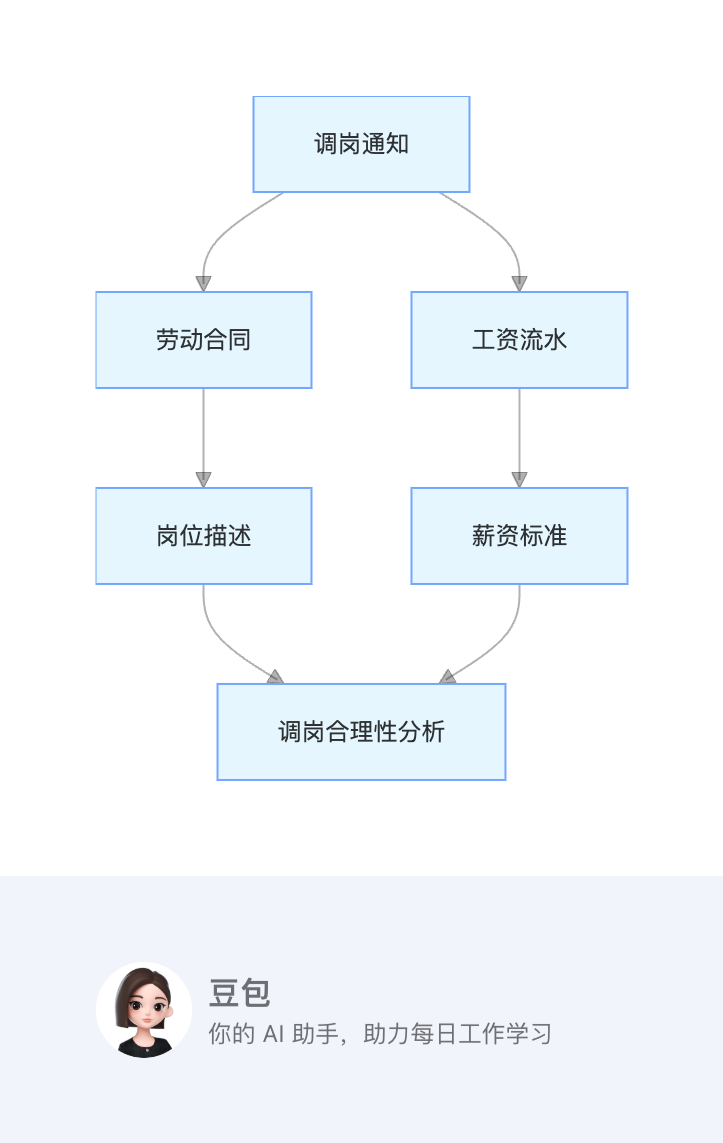 调岗通知
劳动合同
工资流水
岗位描述
薪资标准
调岗合理性分析
豆包
你的 AI 助手，助力每日工作学习